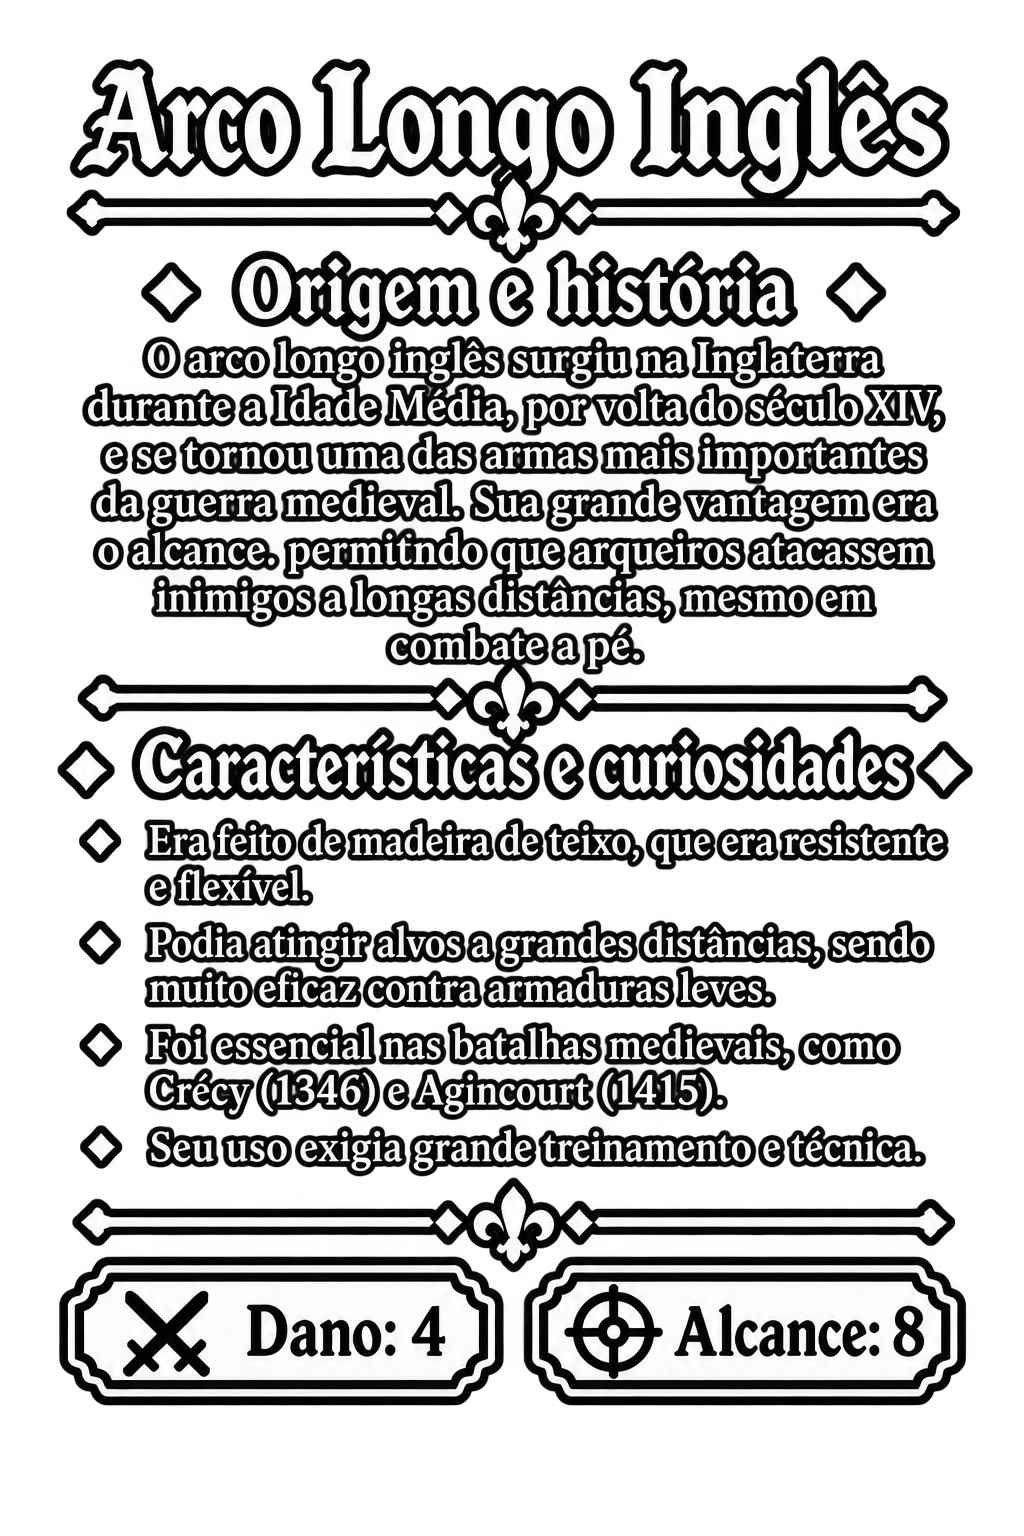 Arco Longo Inglês
Origem e história
O arco longo inglês surgiu na Inglaterra
durante a Idade Média, por volta do século XIV,
e se tornou uma das armas mais importantes
da guerra medieval. Sua grande vantagem era
o alcance. permitindo que arqueiros atacassem
inimigos a longas distâncias, mesmo em
combate a pé.
Características e curiosidades
Era feito de madeira de teixo, que era resistente
e flexível.
Podia atingir alvos a grandes distâncias, sendo
muito eficaz contra armaduras leves.
Foi essencial nas batalhas medievais, como
Crécy (1346) e Agincourt (1415).
Seu uso exigia grande treinamento e técnica.
Dano: 4
Alcance: 8